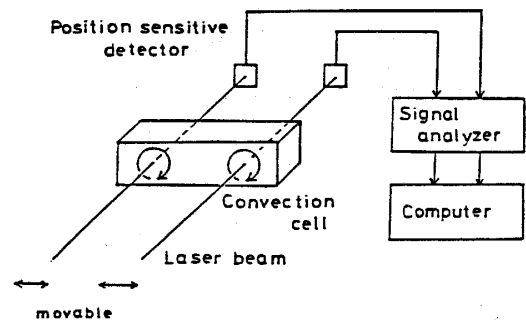 Position sensitive
detector
Signal
analyzer
Convection
cell
Computer
Laser beam
movable